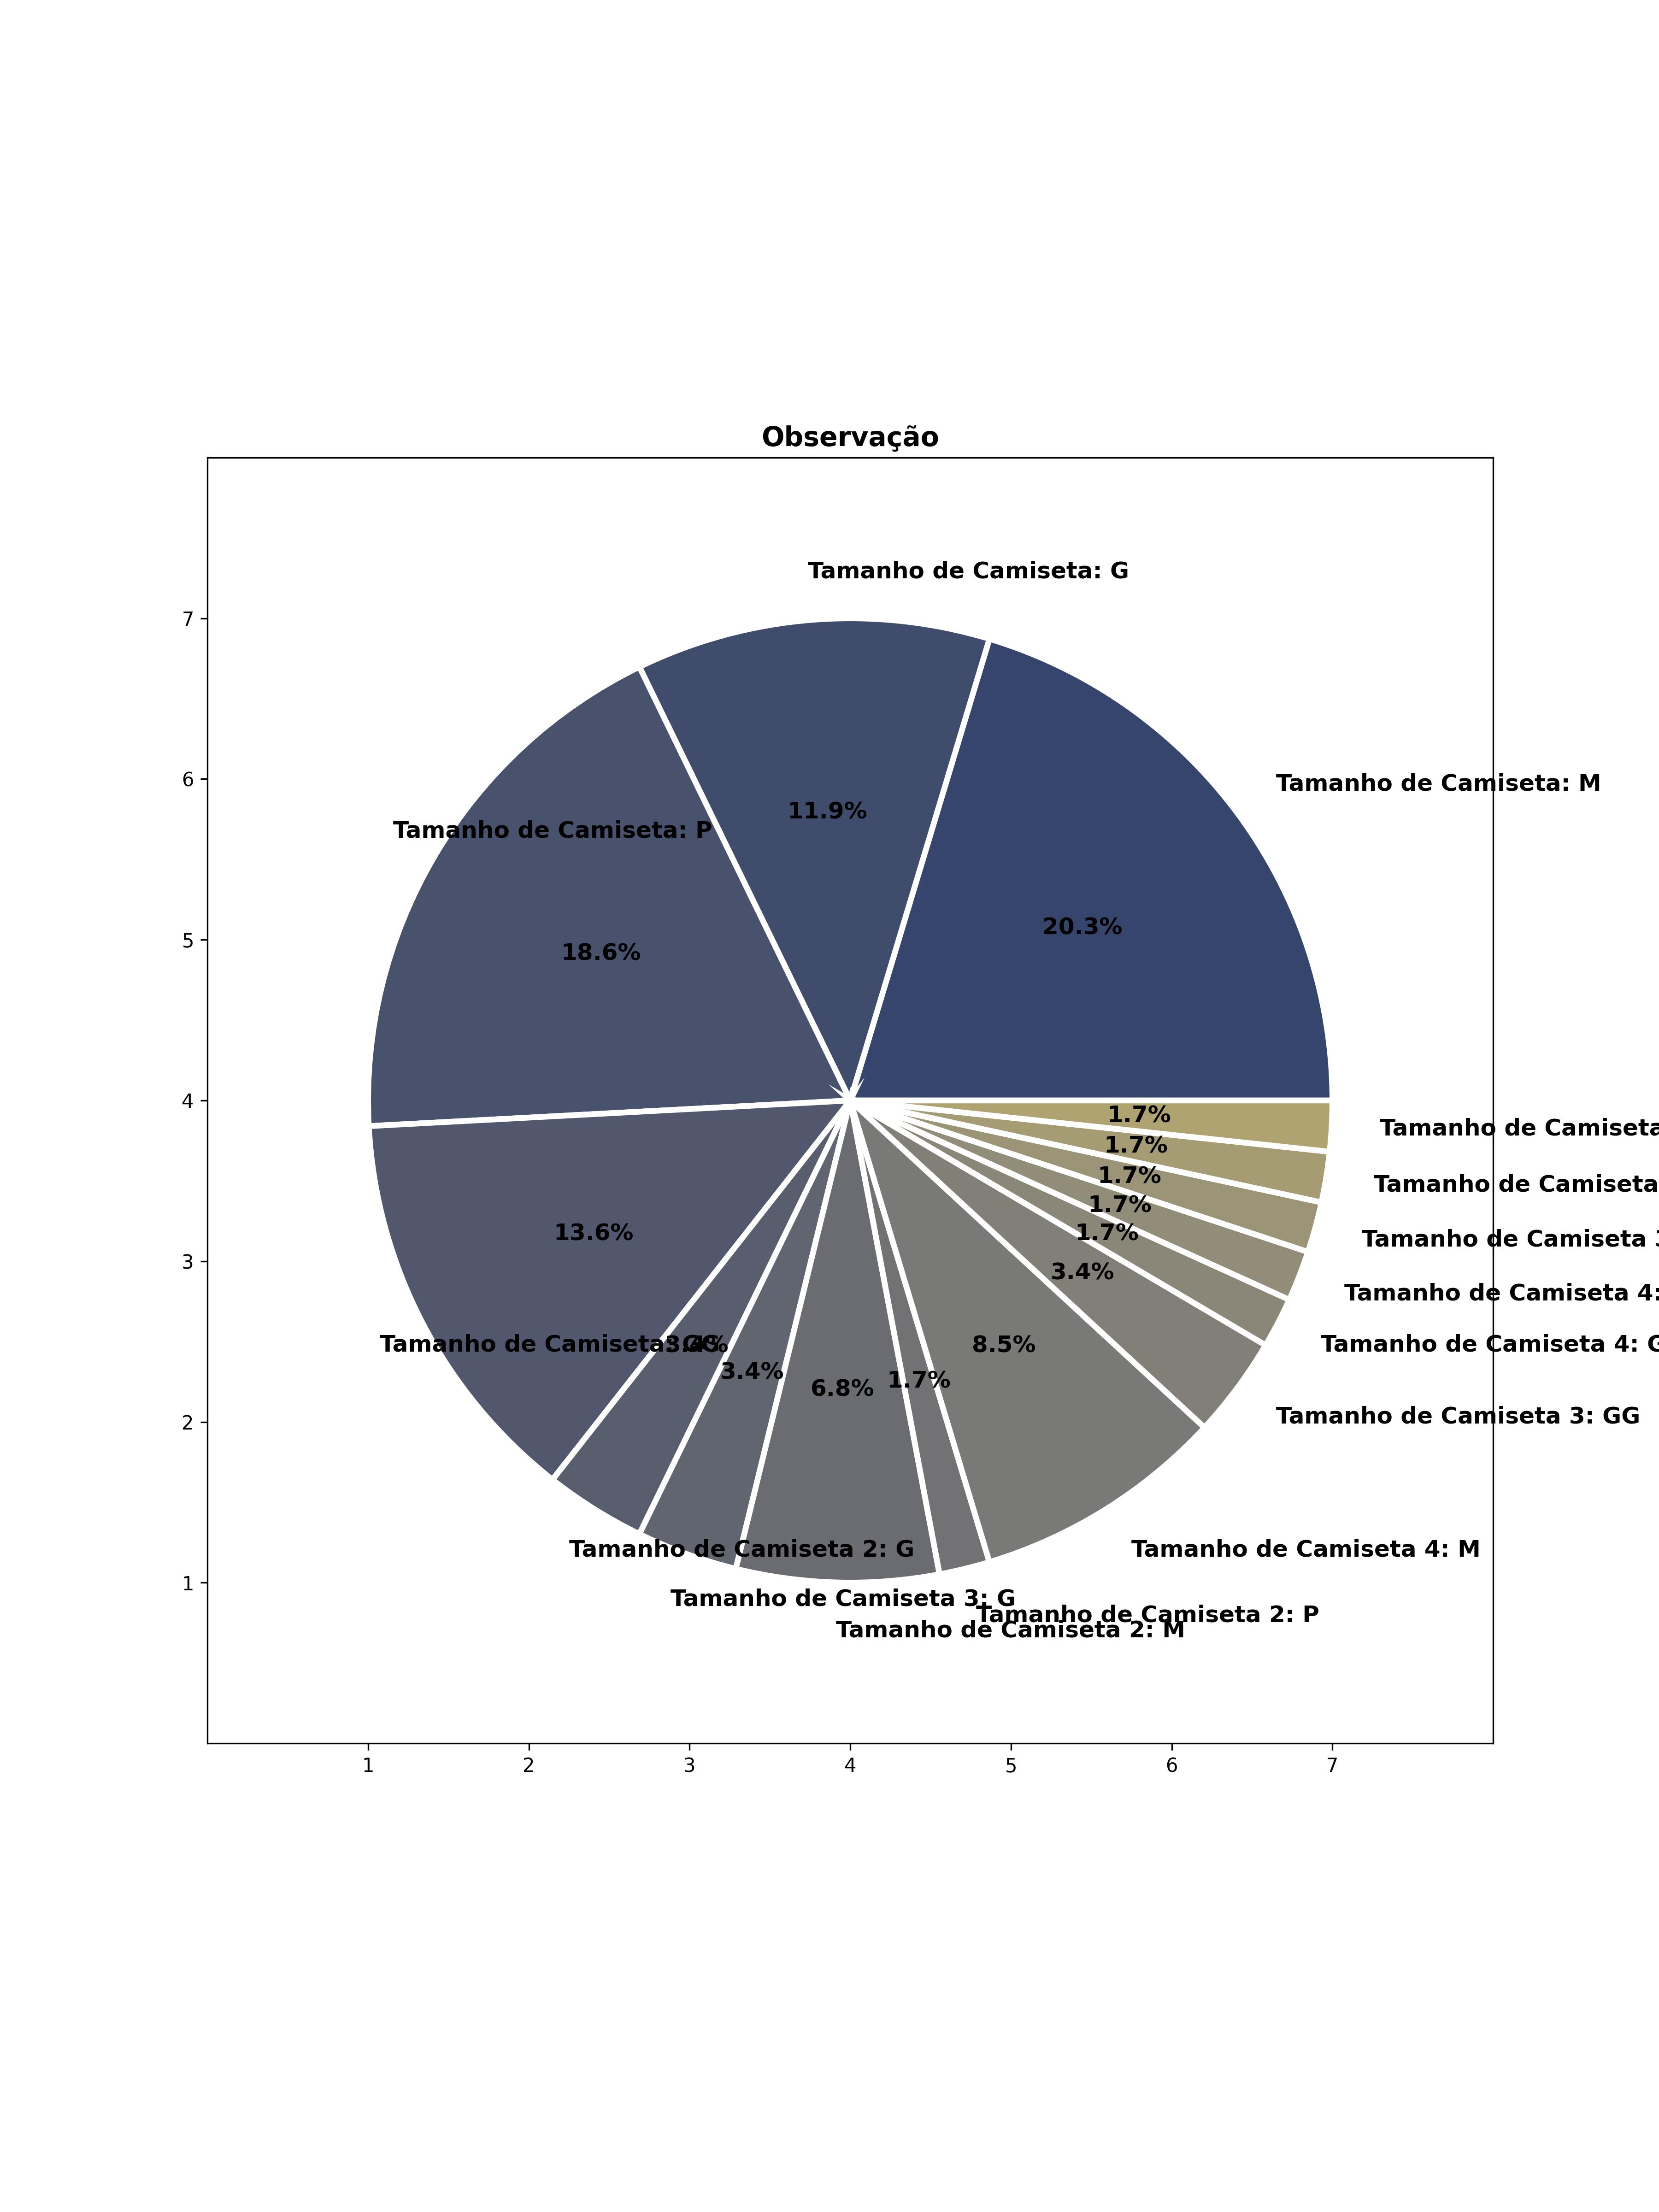 Observação
Tamanho de Camiseta: G
7
Tamanho de Camiseta: M
6
11.9%
Tamanho de Camiseta: P
20.3%
5
18.6%
4
1.7%
Tamanho de Camiseta
1.7%
1.7%
Tamanho de Camiseta
1.7%
13.6%
1.7%
Tamanho de Camiseta
3
3.4%
Tamanho de Camiseta 4:
Tamanho de Camiseta: GG
3.4%
8.5%
Tamanho de Camiseta 4:
3.4%
1.7%
6.8%
2
Tamanho de Camiseta 3: GG
Tamanho de Camiseta 2: G
Tamanho de Camiseta 4: M
1
Tamanho de Camiseta 3: G
Tamanho de Camiseta 2: P
Tamanho de Camiseta 2: M
1 2 3 4 5 6 7